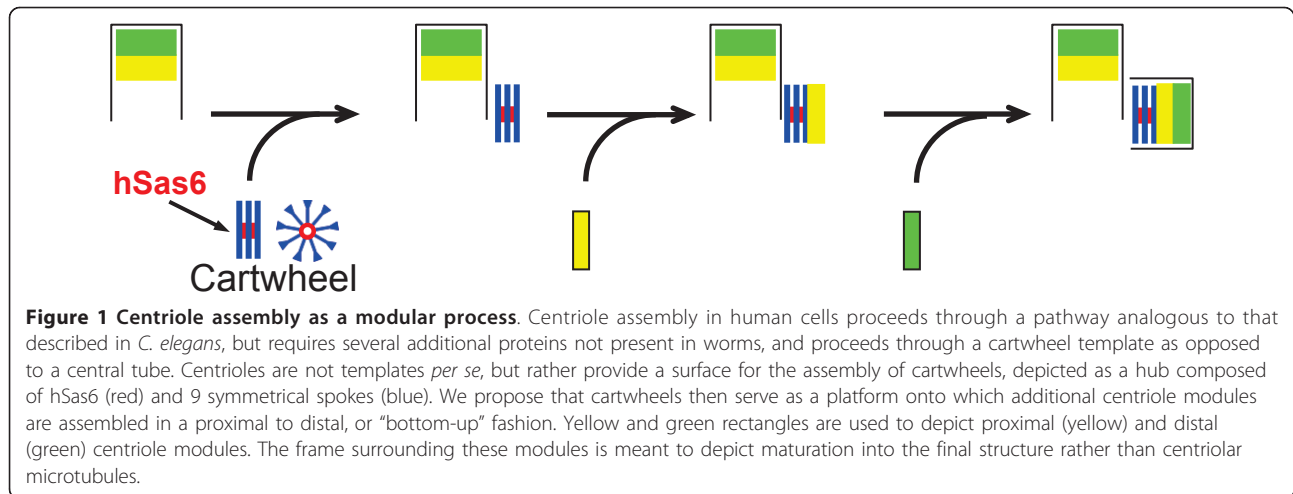 hSas6
Cartwheel
Figure 1 Centriole assembly as a modular process. Centriole assembly in human cells proceeds through a pathway analogous to that
described in C. elegans, but requires several additional proteins not present in worms, and proceeds through a cartwheel template as opposed
to a central tube. Centrioles are not templates per se, but rather provide a surface for the assembly of cartwheels, depicted as a hub composed
of hSas6 (red) and 9 symmetrical spokes (blue). We propose that cartwheels then serve as a platform onto which additional centriole modules
are assembled in a proximal to distal, or “bottom-up” fashion. Yellow and green rectangles are used to depict proximal (yellow) and distal
(green) centriole modules. The frame surrounding these modules is meant to depict maturation into the final structure rather than centriolar
microtubules.